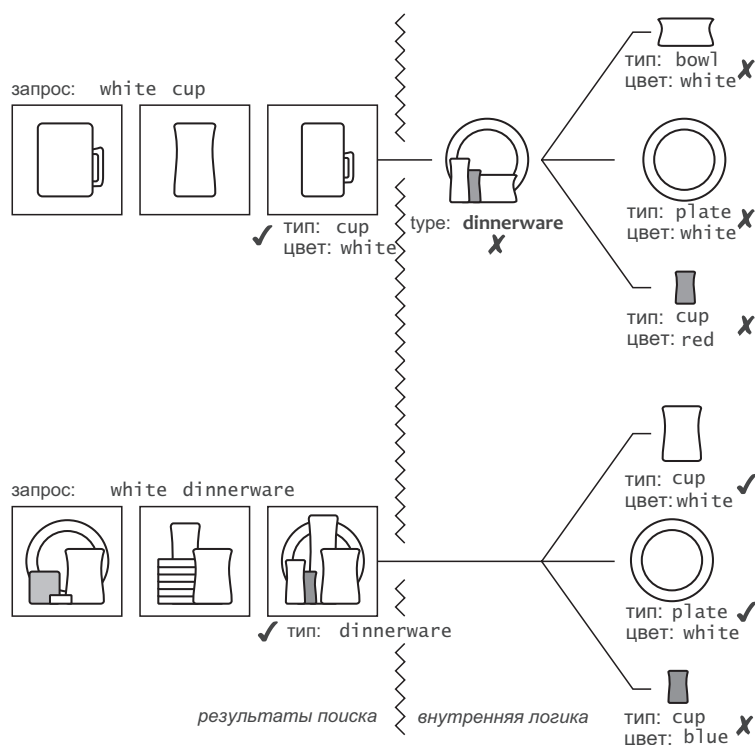 тип: bowl
цвет: white ✗
запрос: white cup
✓ тип: cup
цвет: white
type: dinnerware
✗
тип: plate
цвет: white ✗
тип: cup
цвет: red ✗
запрос: white dinnerware
тип: cup ✓
цвет: white
✓ тип: dinnerware
тип: plate ✓
цвет: white
результаты поиска
внутренняя логика
тип: cup
цвет: blue ✗